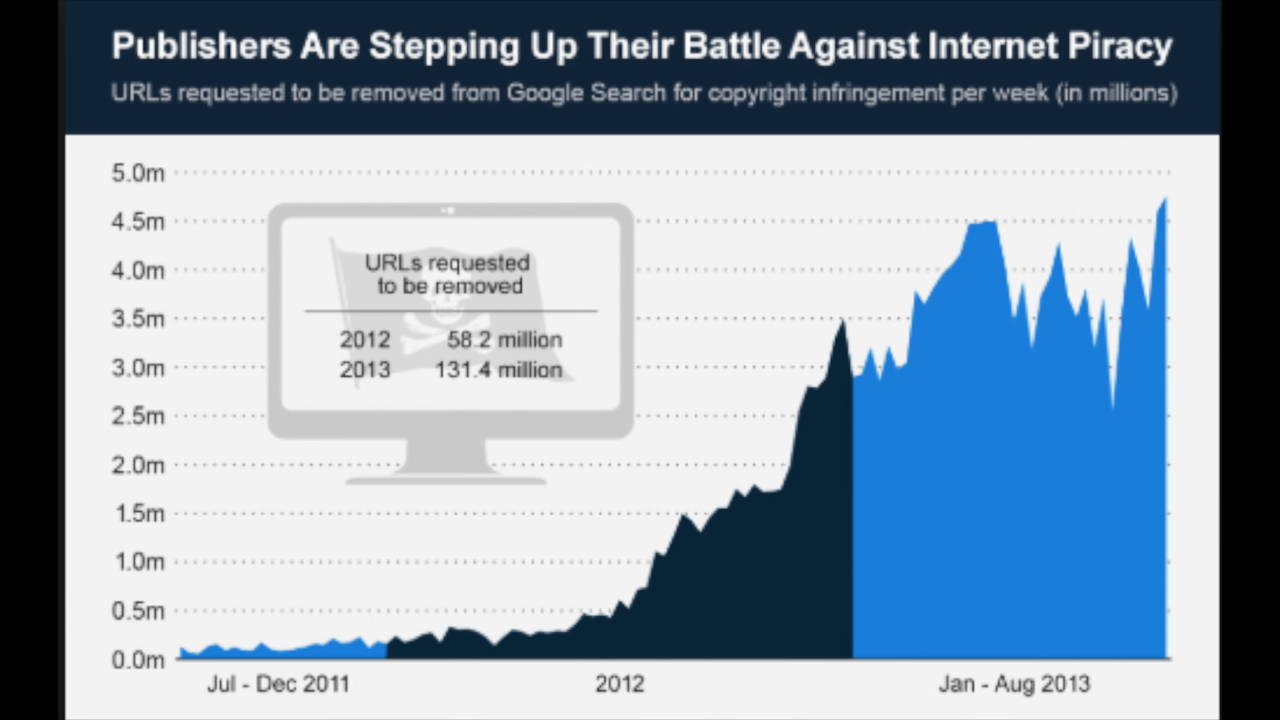 Publishers Are Stepping Up Their Battle Against Internet Piracy
URLs requested to be removed from Google Search for copyright infringement per week (in millions)
5.0m
4.5m
4.0m
3.5m
3.0m
2.5m
2.0m
1.5m
1.0m
0.5m
0.0m
URLs requested
to be removed
2012 58.2 million
2013 131.4 million
Jul - Dec 2011 2012 Jan - Aug 2013